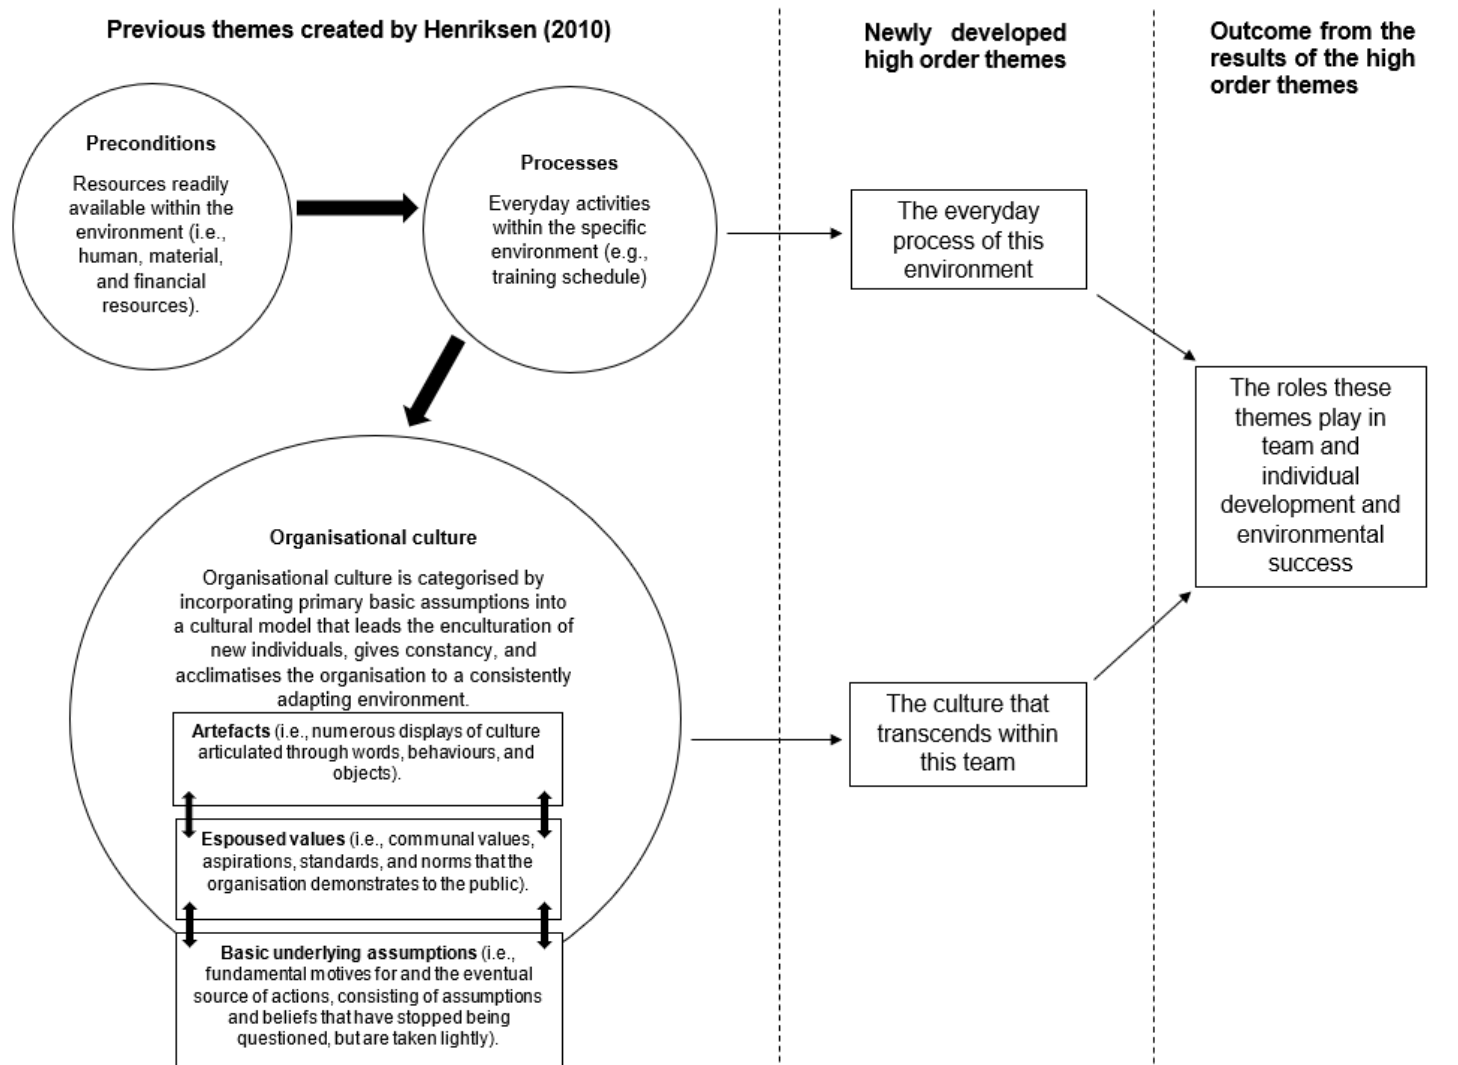 Previous themes created by Henriksen (2010)
Newly developed
high order themes
Outcome from the
results of the high
order themes
Preconditions
Resources readily
available within the
environment (i.e.,
human, material,
and financial
resources).
Processes
Everyday activities
within the specific
environment (e.g.,
training schedule)
The everyday
process of this
environment
The roles these
themes play in
team and
individual
development and
environmental
success
Organisational culture
Organisational culture is categorised by
incorporating primary basic assumptions into
a cultural model that leads the enculturation of
new individuals, gives constancy, and
acclimatises the organisation to a consistently
adapting environment.
Artefacts (i.e., numerous displays of culture
articulated through words, behaviours, and
objects).
Espoused values (i.e., communal values,
aspirations, standards, and norms that the
organisation demonstrates to the public).
Basic underlying assumptions (i.e.,
fundamental motives for and the eventual
source of actions, consisting of assumptions
and beliefs that have stopped being
questioned, but are taken lightly).
The culture that
transcends within
this team